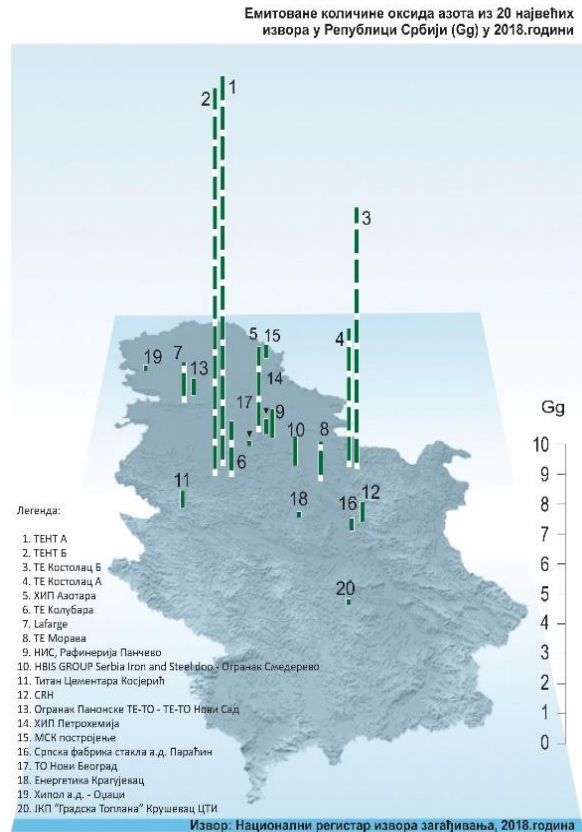 Емитоване количине оксида азота из 20 највећих
извора у Републици Србији (Gg) у 2018.години
1
2
3
4
5
15
19
7
13
14
17
9
10
8
6
11
18
16
12
20
Gg
10
9
8
7
6
5
4
3
2
1
0
Легенда:
1. ТЕНТ А
2. ТЕНТ Б
3. ТЕ Костолац Б
4. ТЕ Костолац А
5. ХИП Азотара
6. ТЕ Колубара
7. Lafarge
8. ТЕ Морава
9. НИС, Рафинерија Панчево
10. HBIS GROUP Serbia Iron and Steel doo - Огранак Смедерево
11. Титан Цементара Косјерић
12. CRH
13. Огранак Панонске ТЕ-ТО - ТЕ-ТО Нови Сад
14. ХИП Петрохемија
15. МСК постројење
16. Српска фабрика стакла а.д. Параћин
17. ТО Нови Београд
18. Енергетика Крагујевац
19. Хипол а.д. - Оџаци
20. ЈКП "Градска Топлана" Крушевац ЦТИ
Извор: Национални регистар извора загађивања, 2018.година